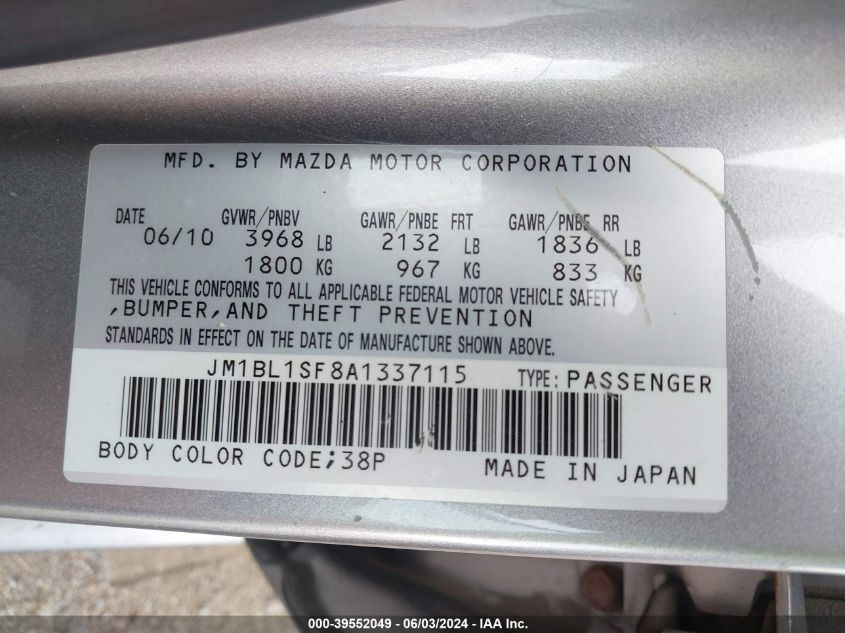 MFD. BY MAZDA MOTOR CORPORATION
DATE GVWR/PNBV GAWR/PNBE FRT GAWR/PNBE RR
06/10 3968 LB 2132 LB 1836 LB
1800 KG 967 KG 833 KG
THIS VEHICLE CONFORMS TO ALL APPLICABLE FEDERAL MOTOR VEHICLE SAFETY
,BUMPER,AND THEFT PREVENTION
STANDARDS IN EFFECT ON THE DATE OF MANUFACTURE SHOWN ABOVE.
JM1BL1SF8A1337115 TYPE: PASSENGER
BODY COLOR CODE;38P MADE IN JAPAN
000-39552049 - 06/03/2024 - © IAA Inc.